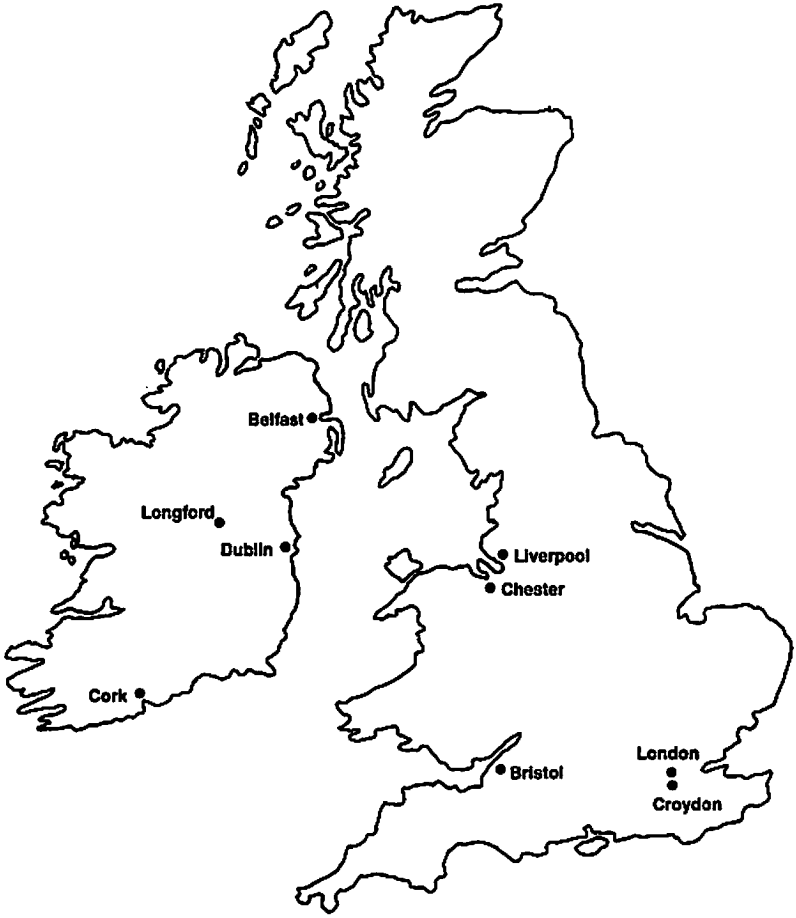 Belfast
Longford
Dublin
Liverpool
Chester
Cork
London
Bristol
Croydon